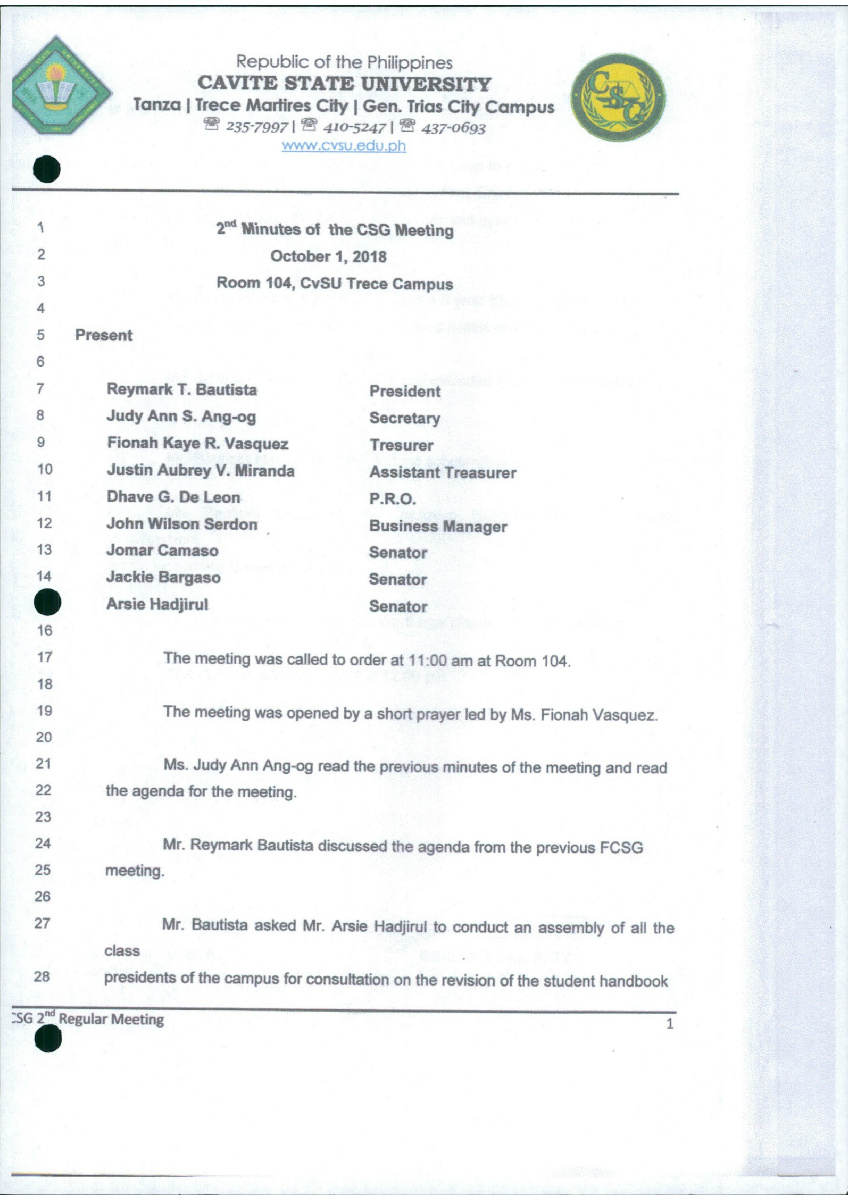 Republic of the Philippines
CAVITE STATE UNIVERSITY
Tanza | Trece Martires City | Gen. Trias City Campus
☏ 235-7997 | ☏ 410-5247 | ☏ 437-0693
www.cvsu.edu.ph
CSG
1 2nd Minutes of the CSG Meeting
2 October 1, 2018
3 Room 104, CvSU Trece Campus
4
5 Present
6
7 Reymark T. Bautista President
8 Judy Ann S. Ang-og Secretary
9 Fionah Kaye R. Vasquez Tresurer
10 Justin Aubrey V. Miranda Assistant Treasurer
11 Dhave G. De Leon P.R.O.
12 John Wilson Serdon Business Manager
13 Jomar Camaso Senator
14 Jackie Bargaso Senator
Arsie Hadjirul Senator
16
17 The meeting was called to order at 11:00 am at Room 104.
18
19 The meeting was opened by a short prayer led by Ms. Fionah Vasquez.
20
21 Ms. Judy Ann Ang-og read the previous minutes of the meeting and read
22 the agenda for the meeting.
23
24 Mr. Reymark Bautista discussed the agenda from the previous FCSG
25 meeting.
26
27 Mr. Bautista asked Mr. Arsie Hadjirul to conduct an assembly of all the
class
28 presidents of the campus for consultation on the revision of the student handbook
CSG 2nd Regular Meeting 1